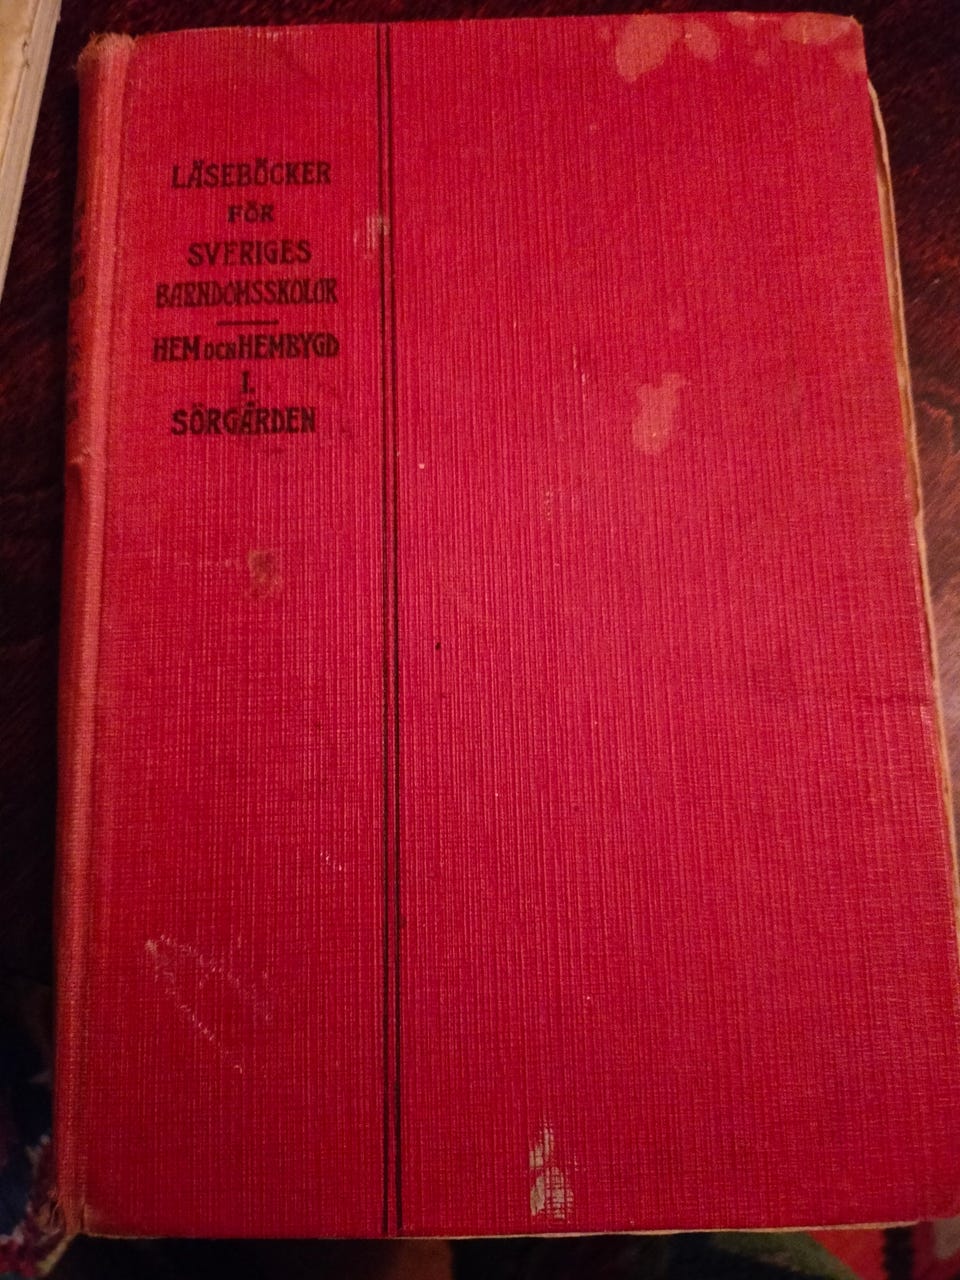 LÄSEBÖCKER
FÖR
SVERIGES
BARNDOMSSKOLOR
HEM OCH HEMBYGD
I.
SÖRGÅRDEN